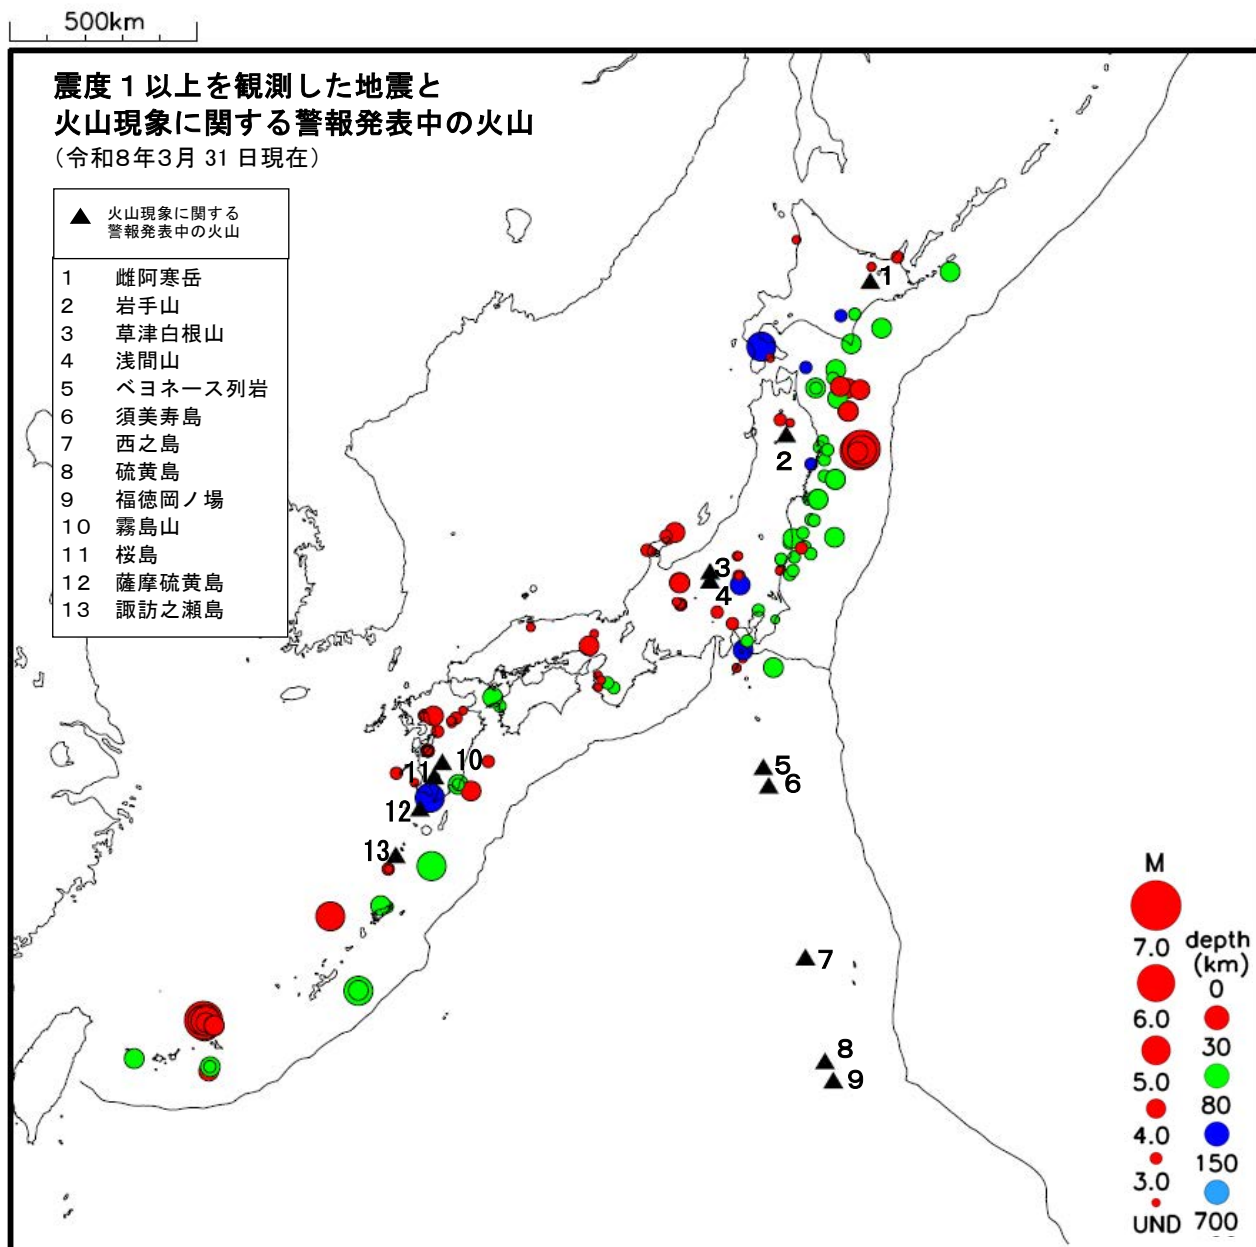 500km
震度１以上を観測した地震と
火山現象に関する警報発表中の火山
（令和８年３月 31 日現在）
▲ 火山現象に関する
警報発表中の火山
1 雌阿寒岳
2 岩手山
3 草津白根山
4 浅間山
5 ベヨネース列岩
6 須美寿島
7 西之島
8 硫黄島
9 福徳岡ノ場
10 霧島山
11 桜島
12 薩摩硫黄島
13 諏訪之瀬島
1
2
3
4
10
11
5
6
12
13
7
8
9
M
7.0
6.0
5.0
4.0
3.0
UND
depth
(km)
0
30
80
150
700